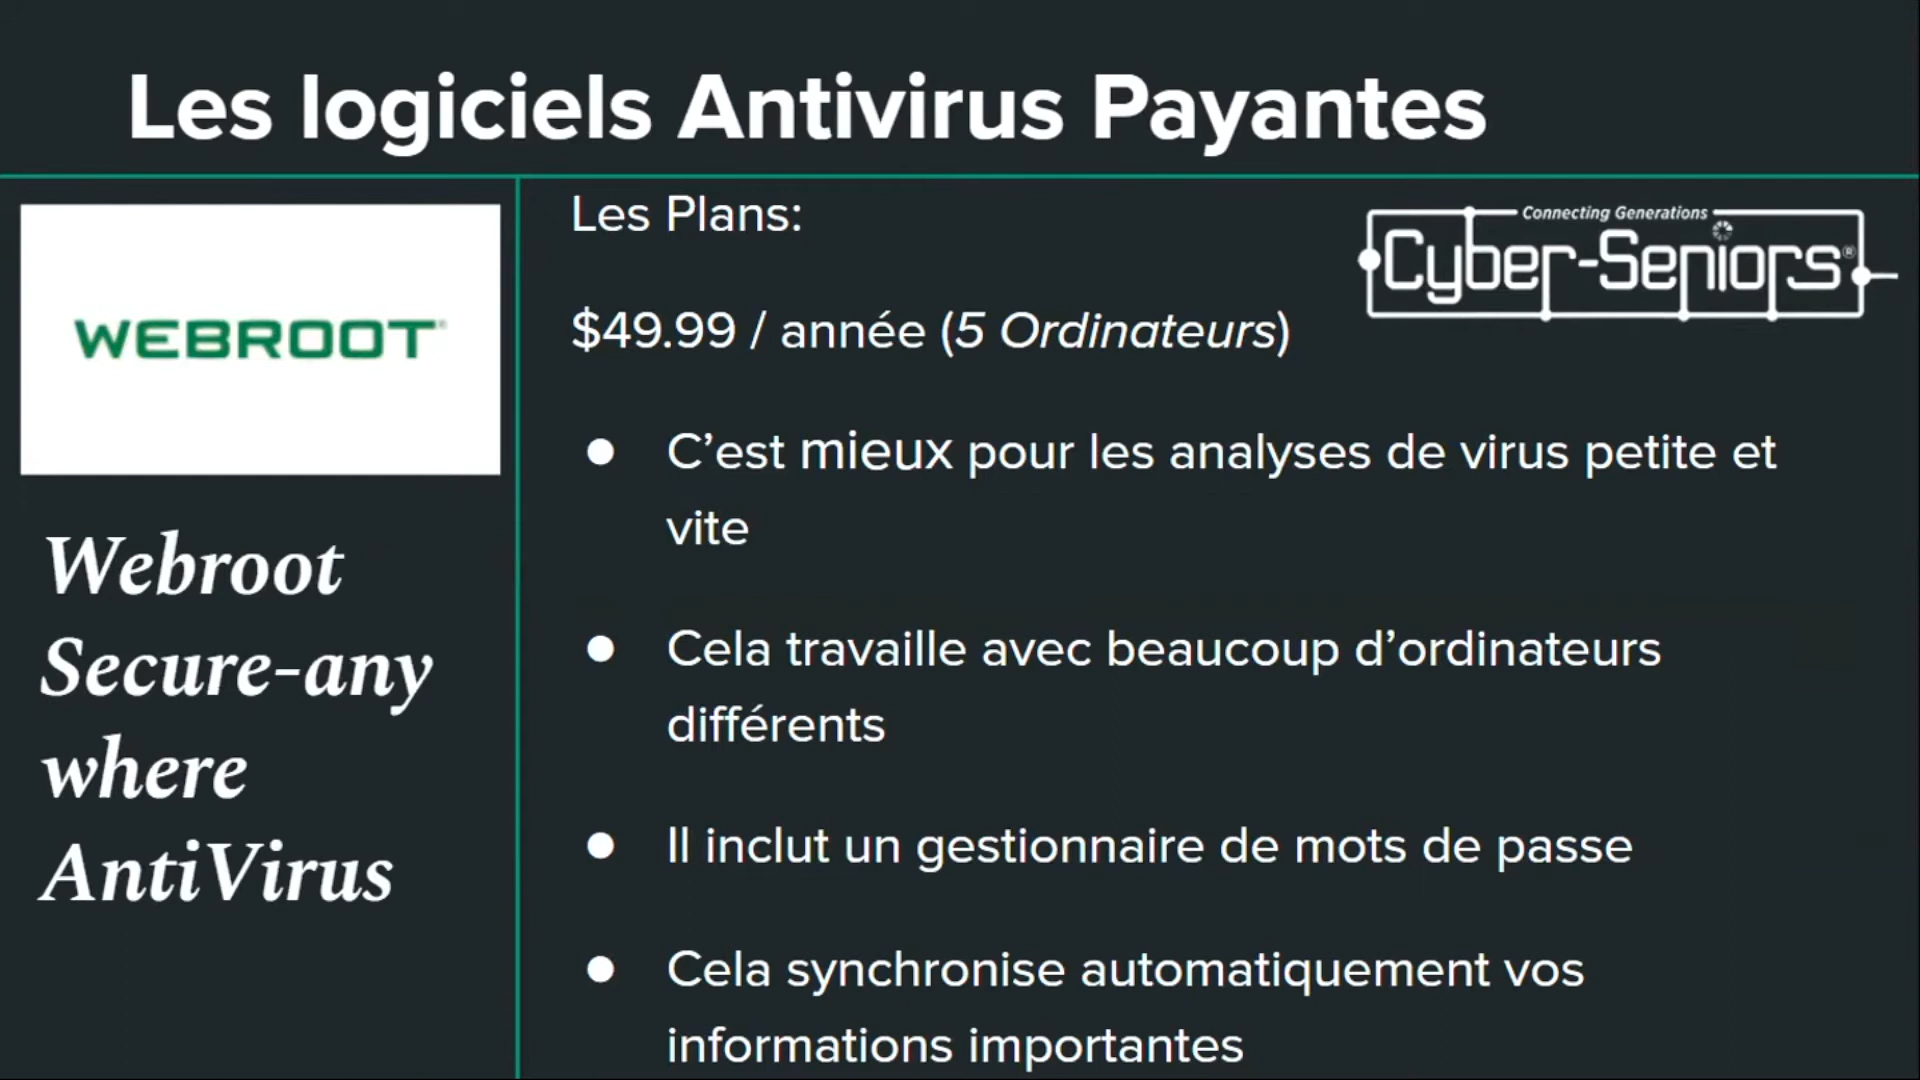 Les logiciels Antivirus Payantes
WEBROOT
Webroot
Secure-any
where
AntiVirus
Les Plans:
Connecting Generations
Cyber-Seniors®
$49.99 / année (5 Ordinateurs)
● C’est mieux pour les analyses de virus petite et
vite
● Cela travaille avec beaucoup d’ordinateurs
différents
● Il inclut un gestionnaire de mots de passe
● Cela synchronise automatiquement vos
informations importantes